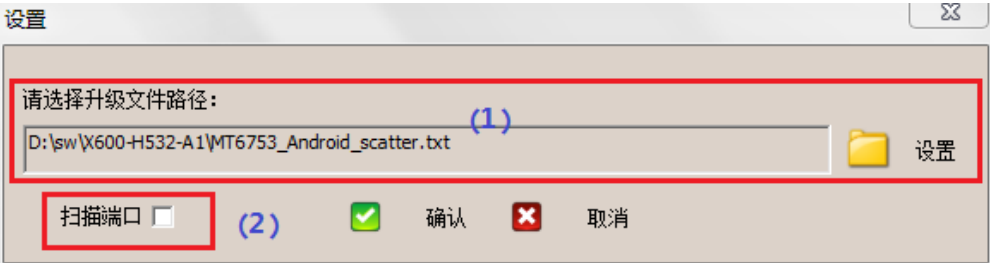 设置
请选择升级文件路径：
(1)
D:\sw\X600-H532-A1\MT6753_Android_scatter.txt
设置
扫描端口
(2)
确认
取消